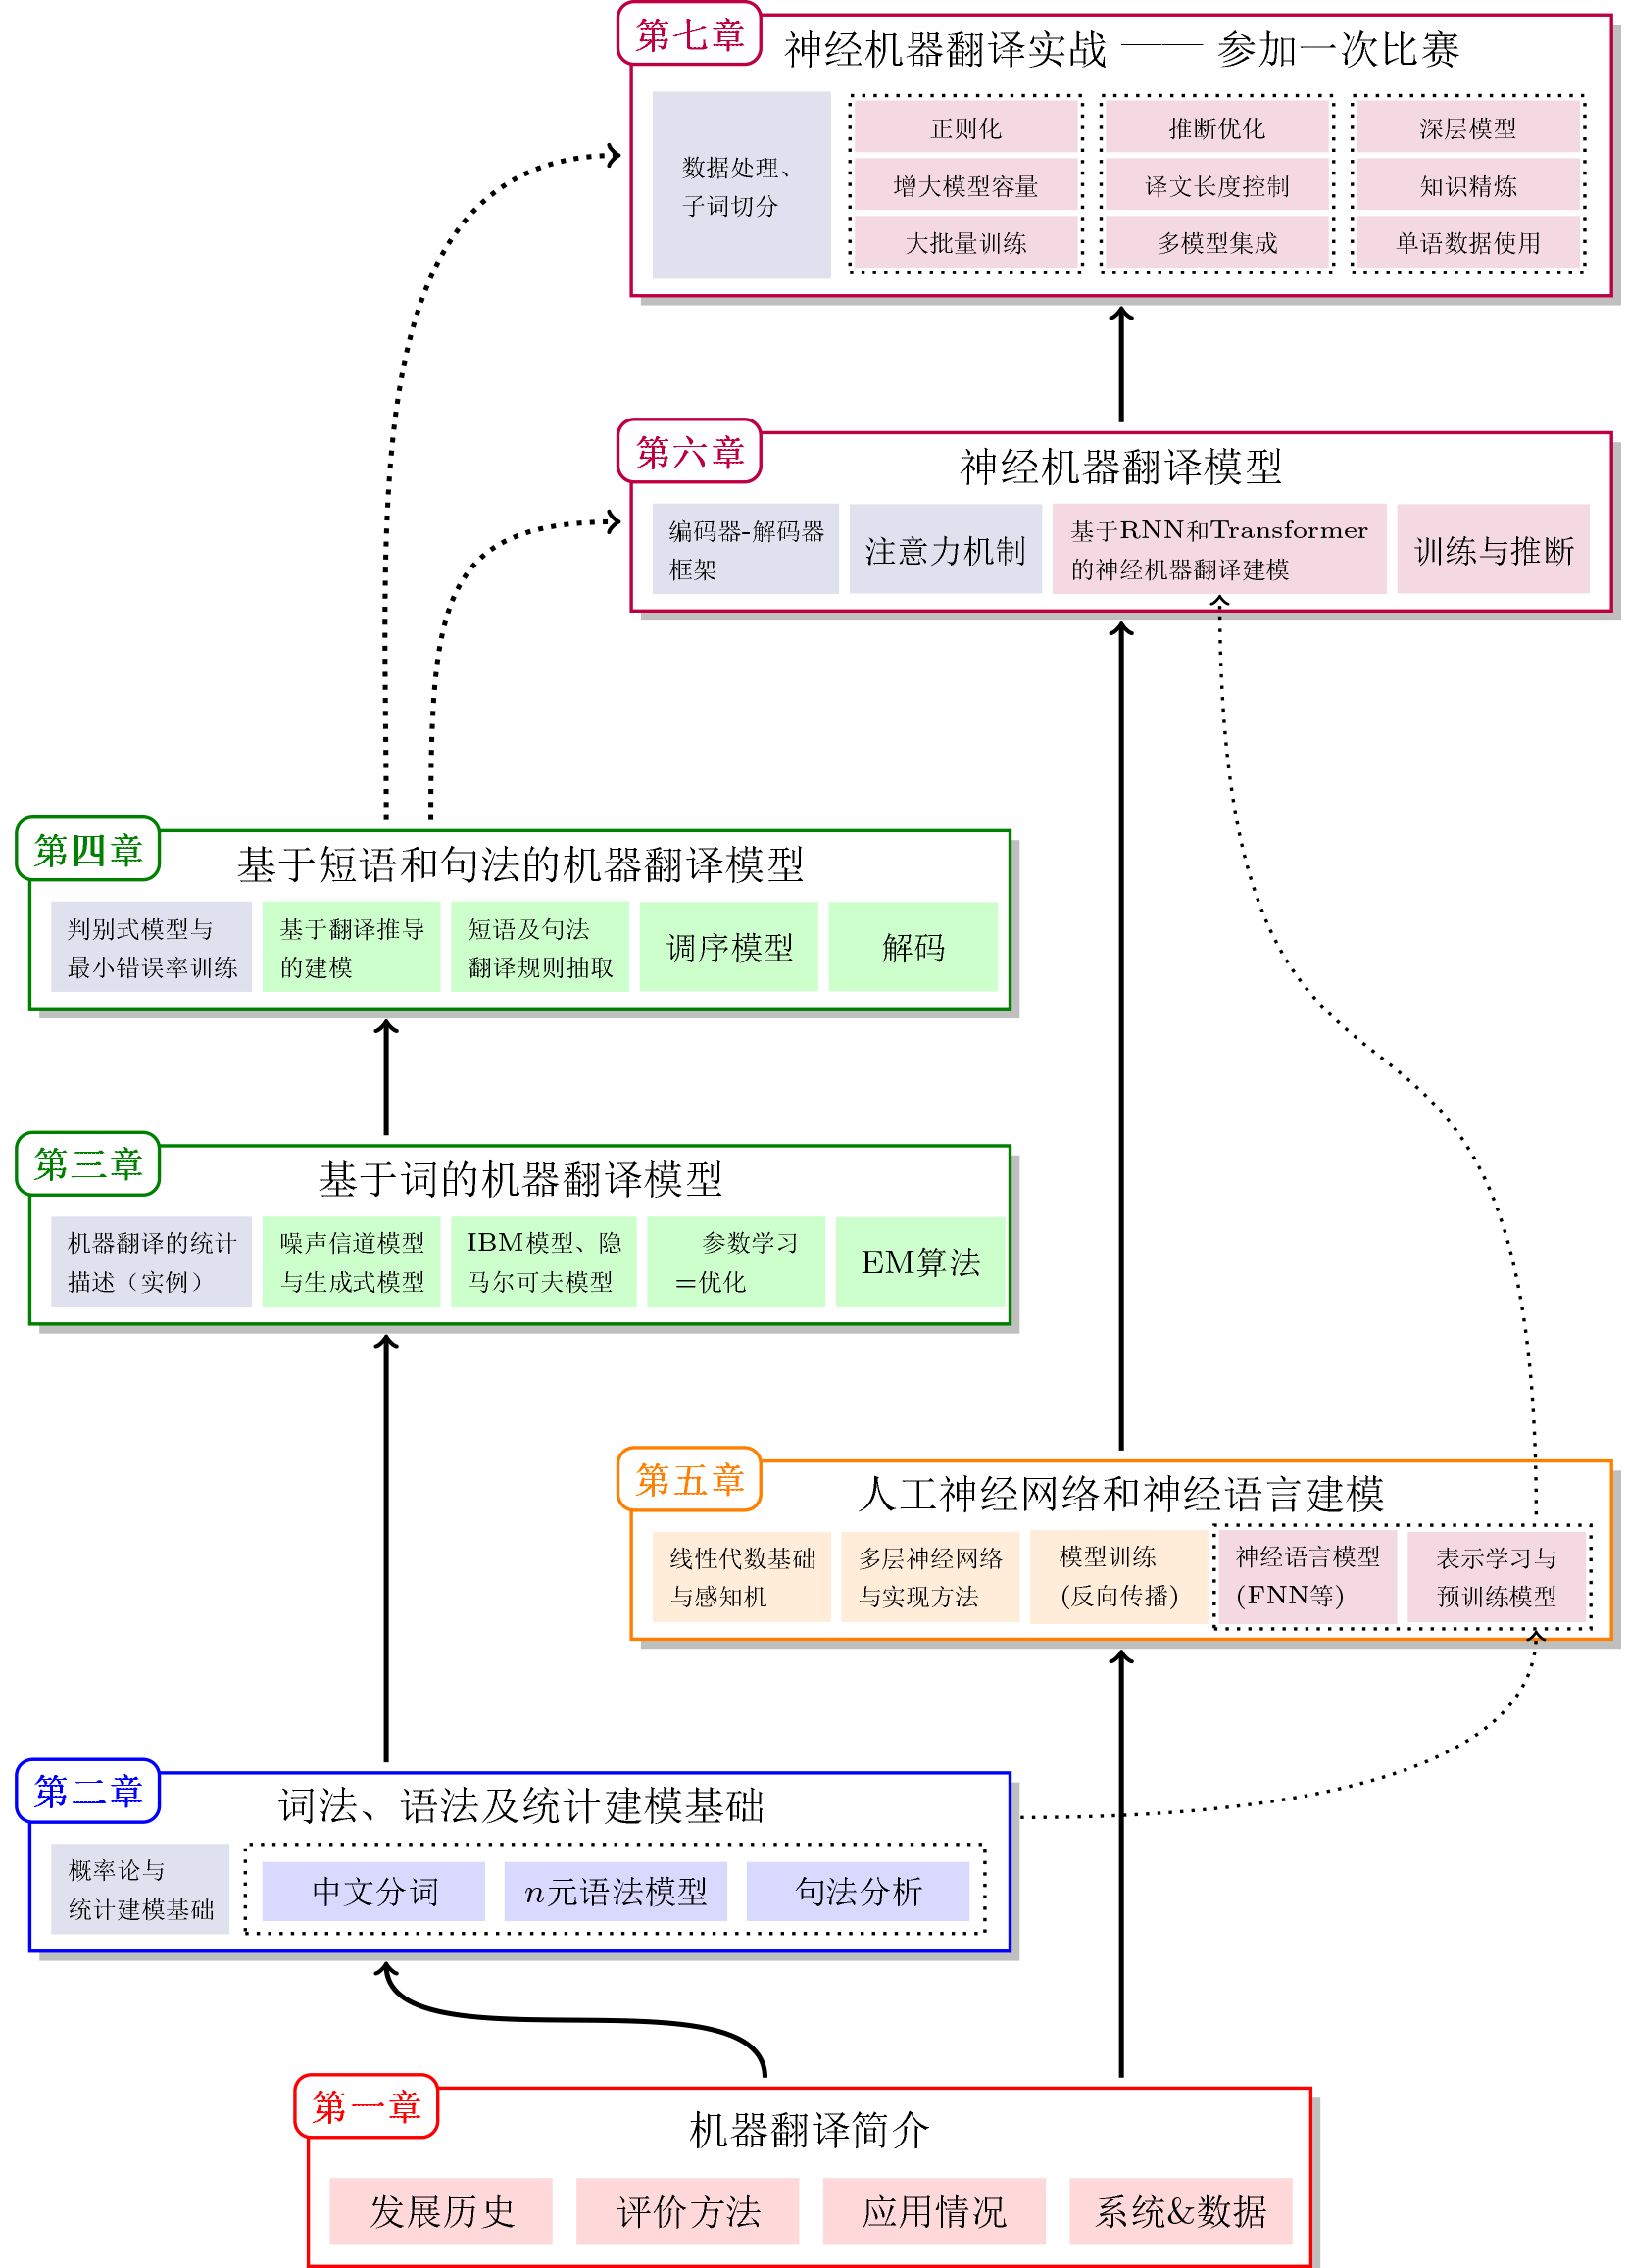 第七章
神经机器翻译实战 —— 参加一次比赛
数据处理、
子词切分
正则化
增大模型容量
大批量训练
推断优化
译文长度控制
多模型集成
深层模型
知识精炼
单语数据使用
第六章
神经机器翻译模型
编码器-解码器
框架
注意力机制
基于RNN和Transformer
的神经机器翻译建模
训练与推断
第四章
基于短语和句法的机器翻译模型
判别式模型与
最小错误率训练
基于翻译推导
的建模
短语及句法
翻译规则抽取
调序模型
解码
第三章
基于词的机器翻译模型
机器翻译的统计
描述（实例）
噪声信道模型
与生成式模型
IBM模型、隐
马尔可夫模型
参数学习
=优化
EM算法
第五章
人工神经网络和神经语言建模
线性代数基础
与感知机
多层神经网络
与实现方法
模型训练
(反向传播)
神经语言模型
(FNN等)
表示学习与
预训练模型
第二章
词法、语法及统计建模基础
概率论与
统计建模基础
中文分词
n元语法模型
句法分析
第一章
机器翻译简介
发展历史
评价方法
应用情况
系统&数据